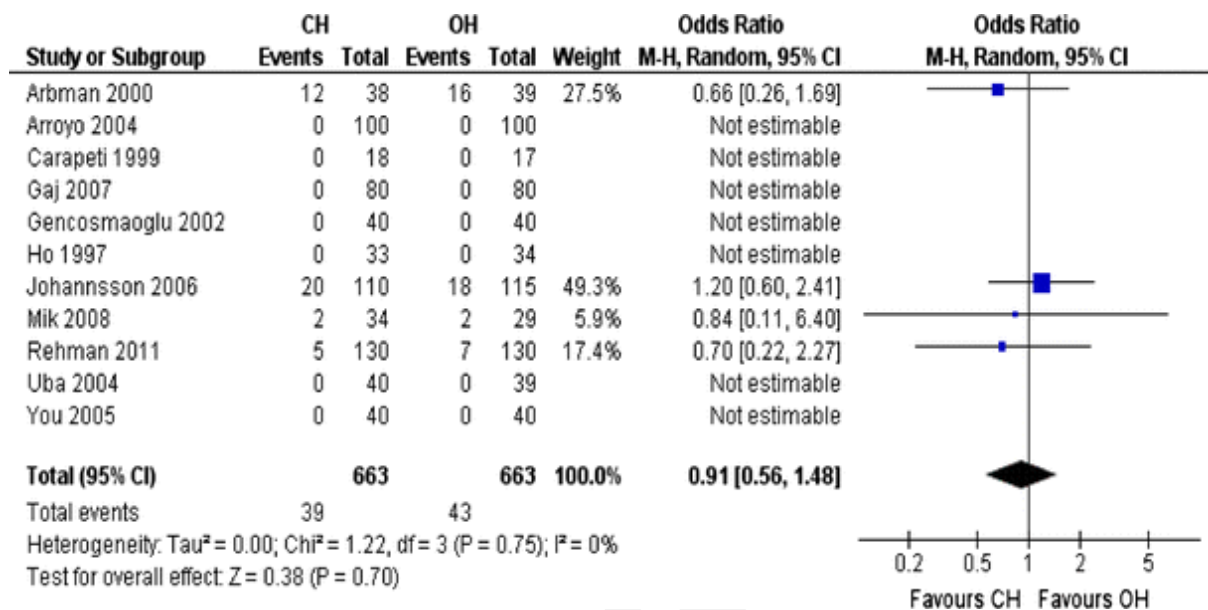 CH OH Odds Ratio Odds Ratio
Study or Subgroup Events Total Events Total Weight M-H, Random, 95% CI M-H, Random, 95% CI
Arbman 2000 12 38 16 39 27.5% 0.66 [0.26, 1.69]
Arroyo 2004 0 100 0 100 Not estimable
Carapeti 1999 0 18 0 17 Not estimable
Gaj 2007 0 80 0 80 Not estimable
Gencosmaoglu 2002 0 40 0 40 Not estimable
Ho 1997 0 33 0 34 Not estimable
Johannsson 2006 20 110 18 115 49.3% 1.20 [0.60, 2.41]
Mik 2008 2 34 2 29 5.9% 0.84 [0.11, 6.40]
Rehman 2011 5 130 7 130 17.4% 0.70 [0.22, 2.27]
Uba 2004 0 40 0 39 Not estimable
You 2005 0 40 0 40 Not estimable
Total (95% CI) 663 663 100.0% 0.91 [0.56, 1.48]
Total events 39 43
Heterogeneity: Tau² = 0.00; Chi² = 1.22, df = 3 (P = 0.75); I² = 0%
Test for overall effect: Z = 0.38 (P = 0.70)
0.2 0.5 1 2 5
Favours CH Favours OH